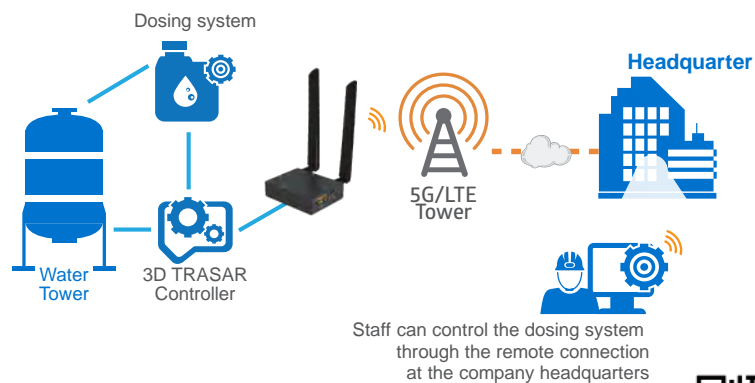 Dosing system
Headquarter
5G/LTE
Tower
Water
Tower
3D TRASAR
Controller
Staff can control the dosing system
through the remote connection
at the company headquarters